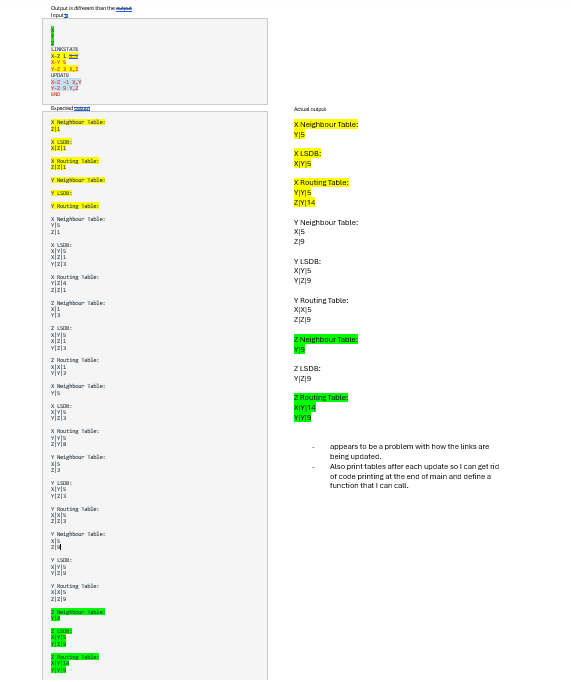 Output is different than the output
Input is
X
Y
Z
LINKSTATE
X-Z 1 X,Y
X-Y 5
Y-Z 3 X,Z
UPDATE
X-Z -1 X,Y
Y-Z 9 Y,Z
END
Expected output
X Neighbour Table:
Z|1
X LSDB:
X|Z|1
X Routing Table:
Z|Z|1
Y Neighbour Table:
Y LSDB:
Y Routing Table:
X Neighbour Table:
Y|5
Z|1
X LSDB:
X|Y|5
X|Z|1
Y|Z|3
X Routing Table:
Y|Z|4
Z|Z|1
Z Neighbour Table:
X|1
Y|3
Z LSDB:
X|Y|5
X|Z|1
Y|Z|3
Z Routing Table:
X|X|1
Y|Y|3
X Neighbour Table:
Y|5
X LSDB:
X|Y|5
Y|Z|3
X Routing Table:
Y|Y|5
Z|Y|8
Y Neighbour Table:
X|5
Z|3
Y LSDB:
X|Y|5
Y|Z|3
Y Routing Table:
X|X|5
Z|Z|3
Y Neighbour Table:
X|5
Z|9
Y LSDB:
X|Y|5
Y|Z|9
Y Routing Table:
X|X|5
Z|Z|9
Z Neighbour Table:
Y|9
Z LSDB:
X|Y|5
Y|Z|9
Z Routing Table:
X|Y|14
Y|Y|9
Actual output
X Neighbour Table:
Y|5
X LSDB:
X|Y|5
X Routing Table:
Y|Y|5
Z|Y|14
Y Neighbour Table:
X|5
Z|9
Y LSDB:
X|Y|5
Y|Z|9
Y Routing Table:
X|X|5
Z|Z|9
Z Neighbour Table:
Y|9
Z LSDB:
Y|Z|9
Z Routing Table:
X|Y|14
Y|Y|9
- appears to be a problem with how the links are
being updated.
- Also print tables after each update so I can get rid
of code printing at the end of main and define a
function that I can call.